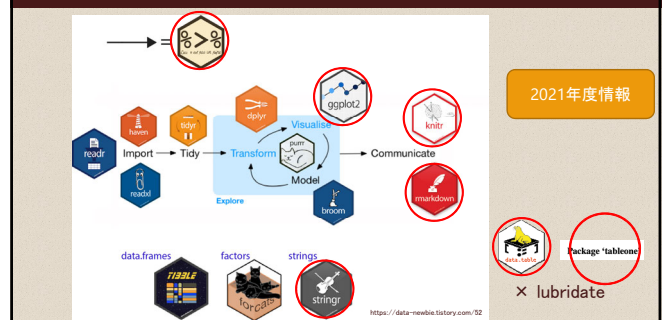 = %>%
ggplot2
2021年度情報
dplyr
Visualise
knitr
haven
tidyr
purrr
readr
Import
Tidy
Transform
Communicate
Model
readxl
markdown
Explore
broom
data.frames
factors
strings
data.table
Package ‘tableone
TIBBLE
forcats
stringr
× lubridate
https://data-newbie.tistory.com/52